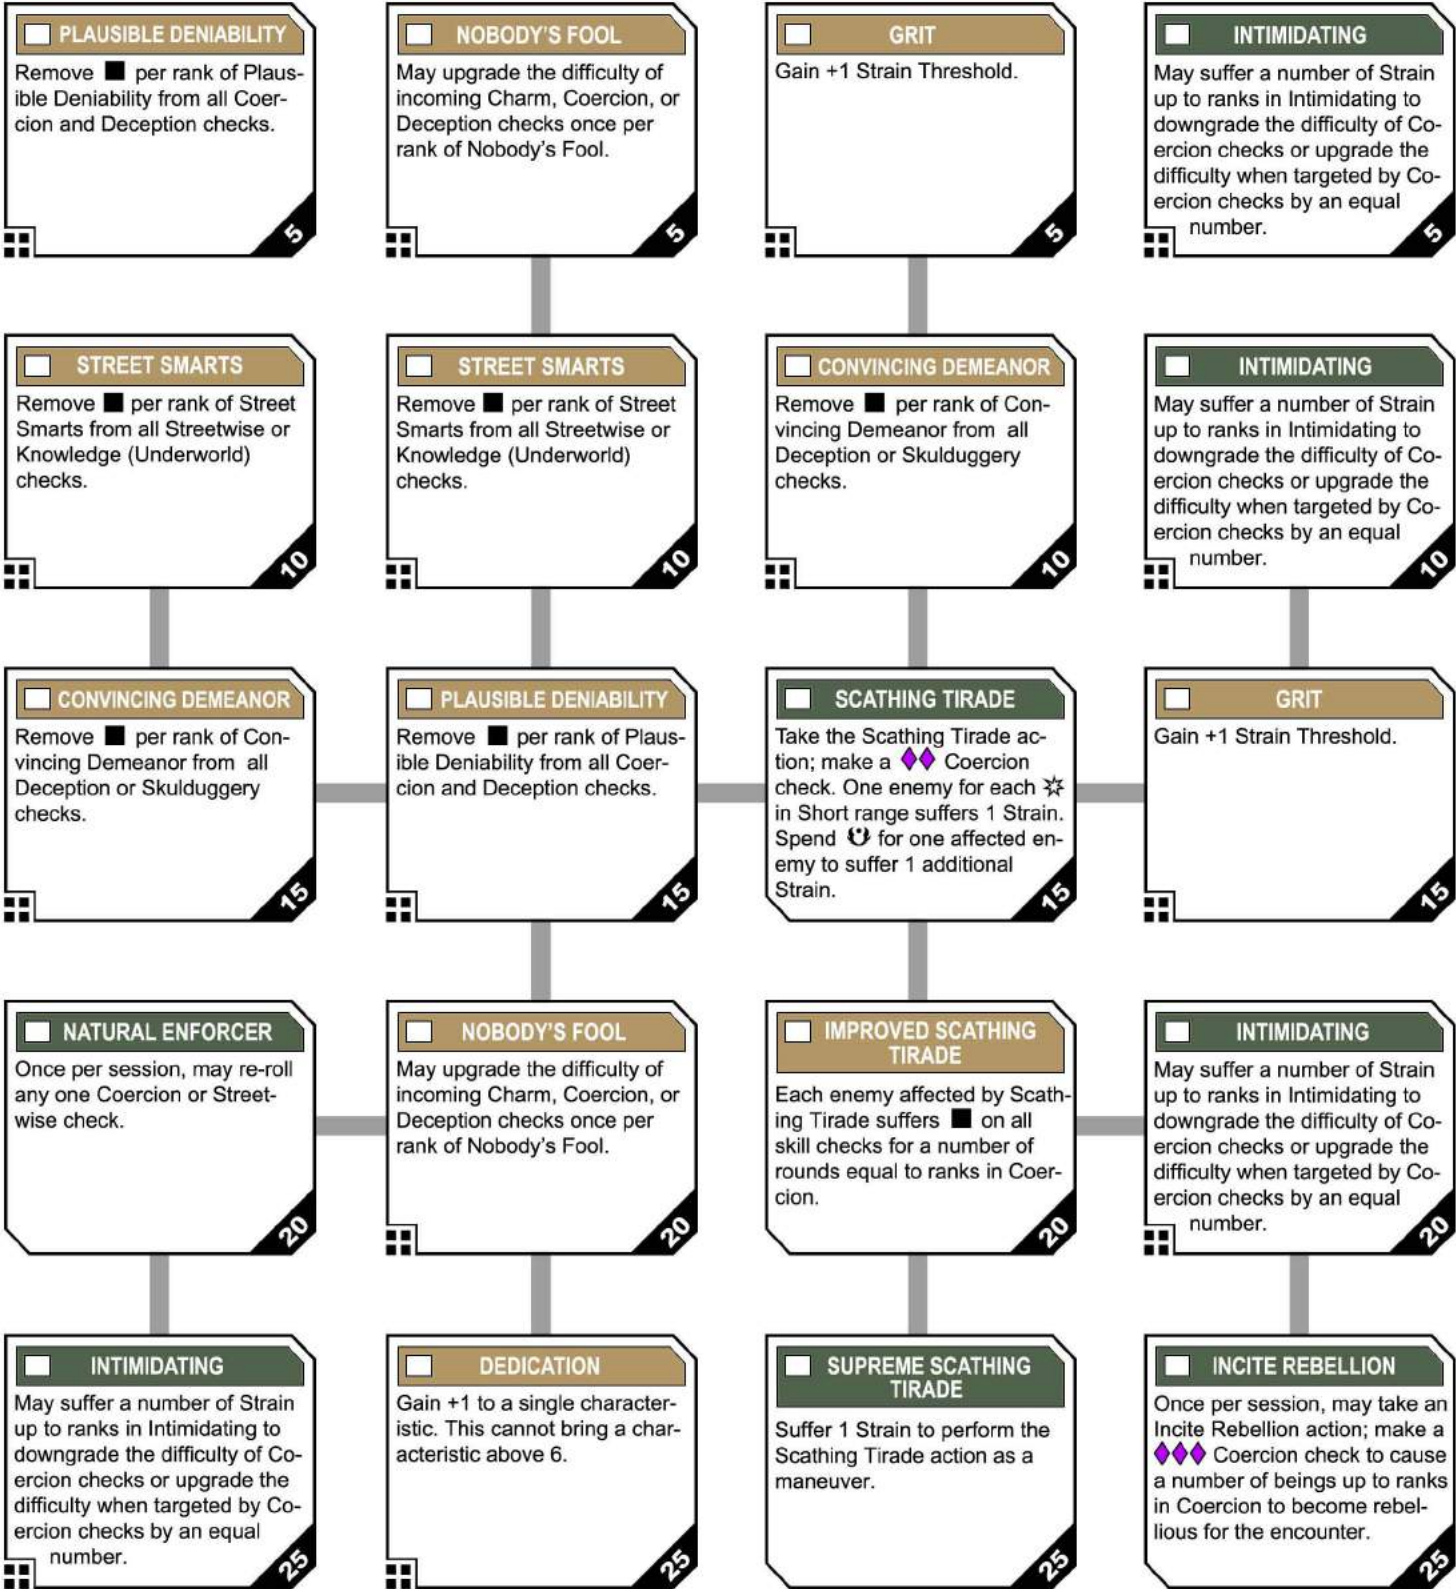 PLAUSIBLE DENIABILITY
Remove ■ per rank of Plaus-
ible Deniability from all Coer-
cion and Deception checks.
5
NOBODY'S FOOL
May upgrade the difficulty of
incoming Charm, Coercion, or
Deception checks once per
rank of Nobody's Fool.
5
GRIT
Gain +1 Strain Threshold.
5
INTIMIDATING
May suffer a number of Strain
up to ranks in Intimidating to
downgrade the difficulty of Co-
ercion checks or upgrade the
difficulty when targeted by Co-
ercion checks by an equal
number.
5
STREET SMARTS
Remove ■ per rank of Street
Smarts from all Streetwise or
Knowledge (Underworld)
checks.
10
STREET SMARTS
Remove ■ per rank of Street
Smarts from all Streetwise or
Knowledge (Underworld)
checks.
10
CONVINCING DEMEANOR
Remove ■ per rank of Con-
vincing Demeanor from all
Deception or Skulduggery
checks.
10
INTIMIDATING
May suffer a number of Strain
up to ranks in Intimidating to
downgrade the difficulty of Co-
ercion checks or upgrade the
difficulty when targeted by Co-
ercion checks by an equal
number.
10
CONVINCING DEMEANOR
Remove ■ per rank of Con-
vincing Demeanor from all
Deception or Skulduggery
checks.
15
PLAUSIBLE DENIABILITY
Remove ■ per rank of Plaus-
ible Deniability from all Coer-
cion and Deception checks.
15
SCATHING TIRADE
Take the Scathing Tirade ac-
tion; make a ♦♦ Coercion
check. One enemy for each
in Short range suffers 1 Strain.
Spend for one affected en-
emy to suffer 1 additional
Strain.
15
GRIT
Gain +1 Strain Threshold.
15
NATURAL ENFORCER
Once per session, may re-roll
any one Coercion or Street-
wise check.
20
NOBODY'S FOOL
May upgrade the difficulty of
incoming Charm, Coercion, or
Deception checks once per
rank of Nobody's Fool.
20
IMPROVED SCATHING
TIRADE
Each enemy affected by Scath-
ing Tirade suffers ■ on all
skill checks for a number of
rounds equal to ranks in Coer-
cion.
20
INTIMIDATING
May suffer a number of Strain
up to ranks in Intimidating to
downgrade the difficulty of Co-
ercion checks or upgrade the
difficulty when targeted by Co-
ercion checks by an equal
number.
20
INTIMIDATING
May suffer a number of Strain
up to ranks in Intimidating to
downgrade the difficulty of Co-
ercion checks or upgrade the
difficulty when targeted by Co-
ercion checks by an equal
number.
25
DEDICATION
Gain +1 to a single character-
istic. This cannot bring a char-
acteristic above 6.
25
SUPREME SCATHING
TIRADE
Suffer 1 Strain to perform the
Scathing Tirade action as a
maneuver.
25
INCITE REBELLION
Once per session, may take an
Incite Rebellion action; make a
♦♦♦ Coercion check to cause
a number of beings up to ranks
in Coercion to become rebel-
lious for the encounter.
25